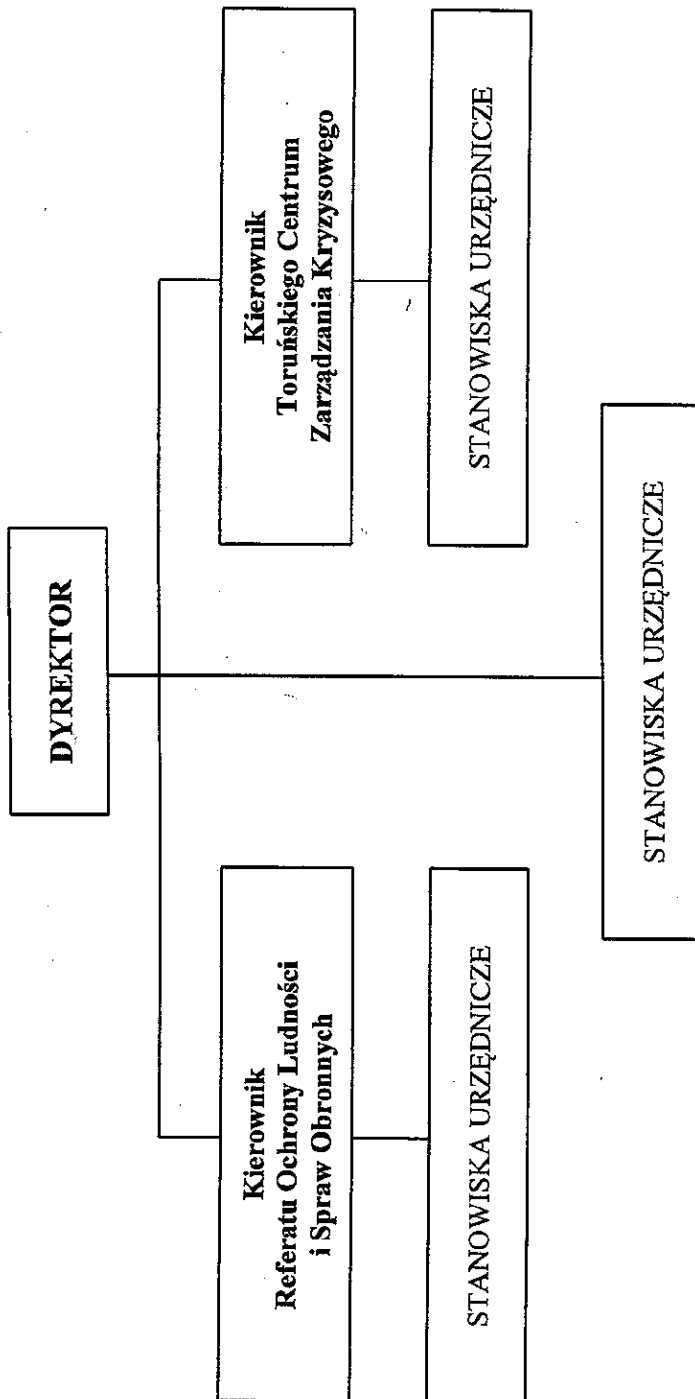 DYREKTOR
Kierownik
Referatu Ochrony Ludności
i Spraw Obronnych
Kierownik
Toruńskiego Centrum
Zarządzania Kryzysowego
STANOWISKA URZĘDNICZE
STANOWISKA URZĘDNICZE
STANOWISKA URZĘDNICZE